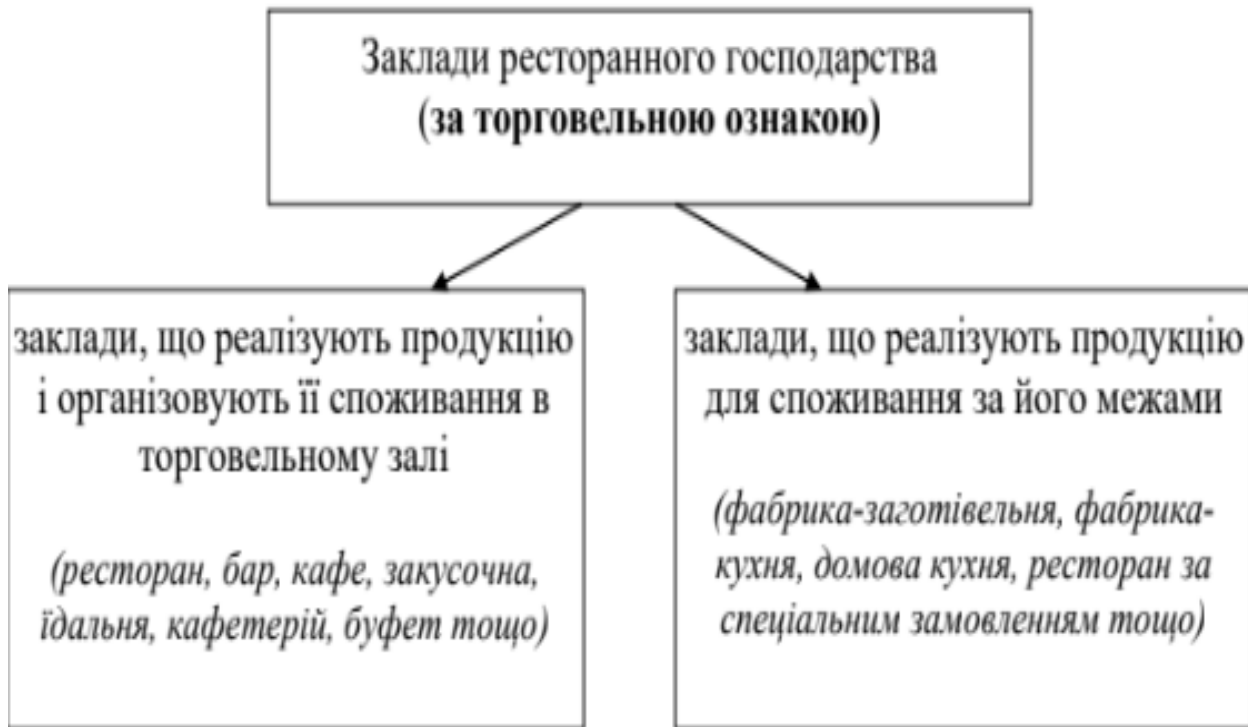 Заклади ресторанного господарства
(за торговельною ознакою)
заклади, що реалізують продукцію
і організовують її споживання в
торговельному залі
(ресторан, бар, кафе, закусочна,
їдальня, кафетерій, буфет тощо)
заклади, що реалізують продукцію
для споживання за його межами
(фабрика-заготівельня, фабрика-
кухня, домова кухня, ресторан за
спеціальним замовленням тощо)